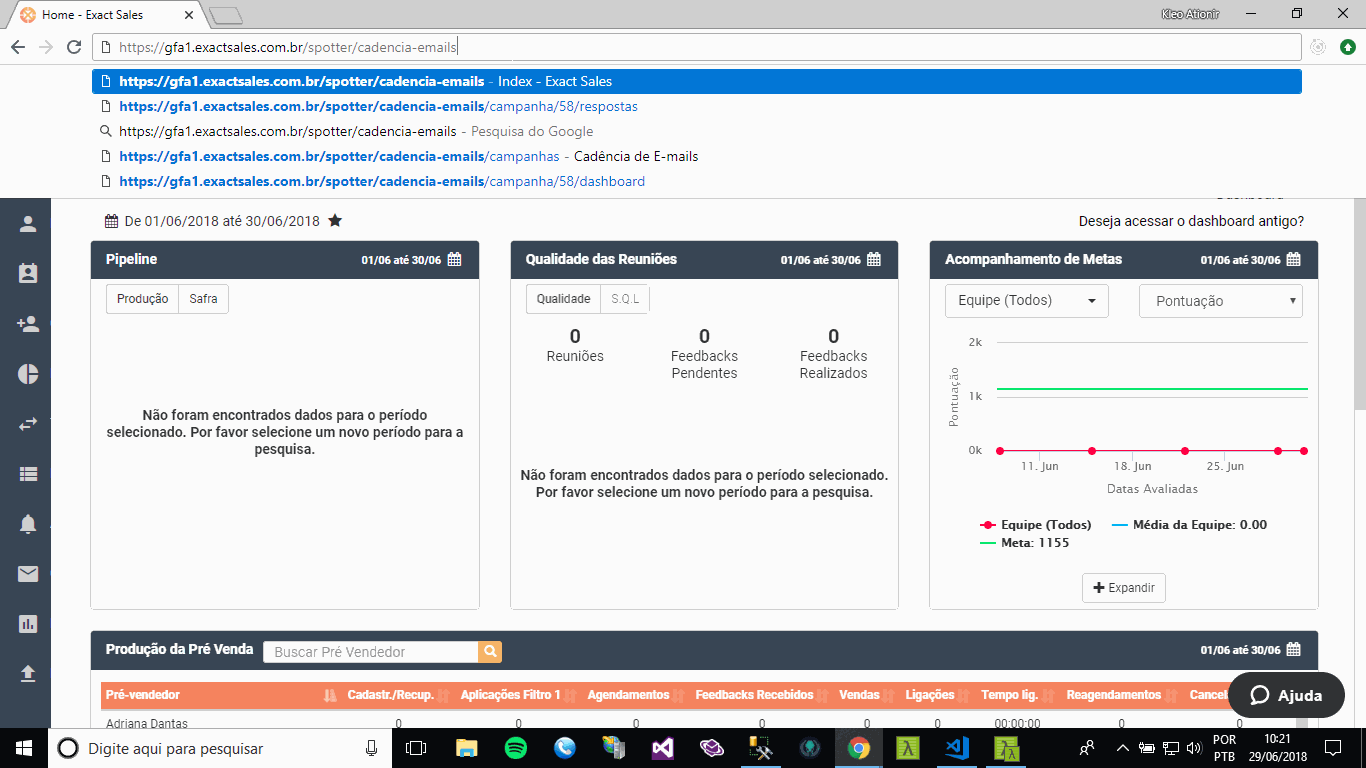 Home - Exact Sales
Kleo Ationir
https://gfa1.exactsales.com.br/spotter/cadencia-emails
https://gfa1.exactsales.com.br/spotter/cadencia-emails - Index - Exact Sales
https://gfa1.exactsales.com.br/spotter/cadencia-emails/campanha/58/respostas
https://gfa1.exactsales.com.br/spotter/cadencia-emails - Pesquisa do Google
https://gfa1.exactsales.com.br/spotter/cadencia-emails/campanhas - Cadência de E-mails
https://gfa1.exactsales.com.br/spotter/cadencia-emails/campanha/58/dashboard
De 01/06/2018 até 30/06/2018
Deseja acessar o dashboard antigo?
Pipeline
01/06 até 30/06
Produção
Safra
Não foram encontrados dados para o período
selecionado. Por favor selecione um novo período para a
pesquisa.
Qualidade das Reuniões
01/06 até 30/06
Qualidade
S.Q.L
0
Reuniões
0
Feedbacks
Pendentes
0
Feedbacks
Realizados
Não foram encontrados dados para o período selecionado.
Por favor selecione um novo período para a pesquisa.
Acompanhamento de Metas
01/06 até 30/06
Equipe (Todos)
Pontuação
2k
1k
0k
Pontuação
11. Jun
18. Jun
25. Jun
Datas Avaliadas
Equipe (Todos)
Média da Equipe: 0.00
Meta: 1155
Expandir
Produção da Pré Venda
Buscar Pré Vendedor
01/06 até 30/06
Pré-vendedor Cadastr./Recup. Aplicações Filtro 1 Agendamentos Feedbacks Recebidos Vendas Ligações Tempo lig. Reagendamentos Cancel
Adriana Dantas 0 0 0 0 0 0 00:00:00 0 0
Ajuda
Digite aqui para pesquisar
POR
PTB
10:21
29/06/2018